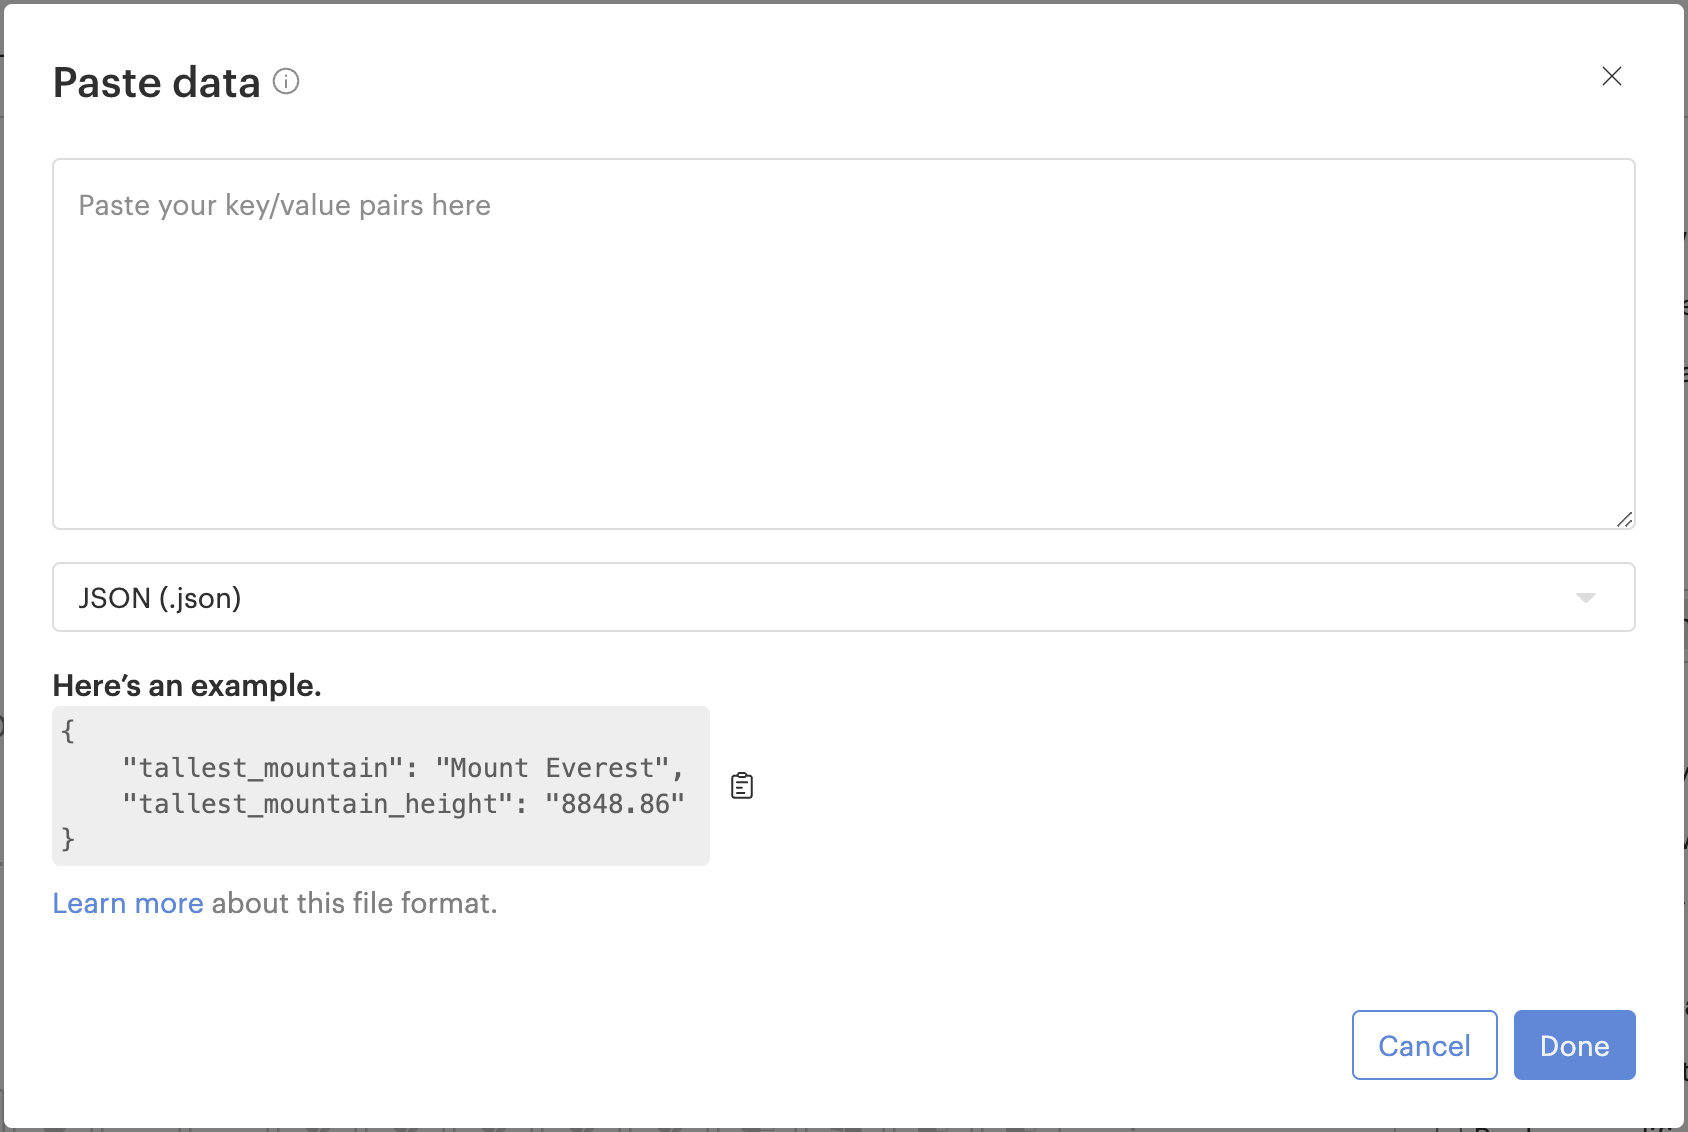 Paste data
Paste your key/value pairs here
JSON (.json)
Here’s an example.
{
    "tallest_mountain": "Mount Everest",
    "tallest_mountain_height": "8848.86"
}
Learn more about this file format.
Cancel
Done